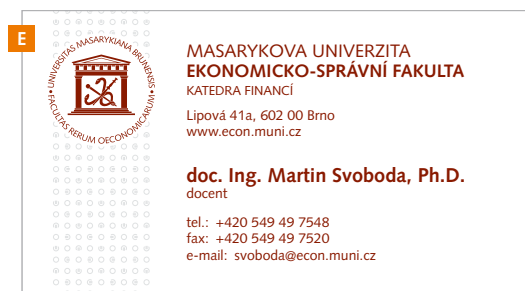 E
UNIVERSITAS MASARYKIANA BRUNENSIS
FACULTAS RERUM OECONOMICARUM
MASARYKOVA UNIVERZITA
EKONOMICKO-SPRÁVNÍ FAKULTA
KATEDRA FINANCÍ
Lipová 41a, 602 00 Brno
www.econ.muni.cz
doc. Ing. Martin Svoboda, Ph.D.
docent
tel.: +420 549 49 7548
fax: +420 549 49 7520
e-mail: svoboda@econ.muni.cz